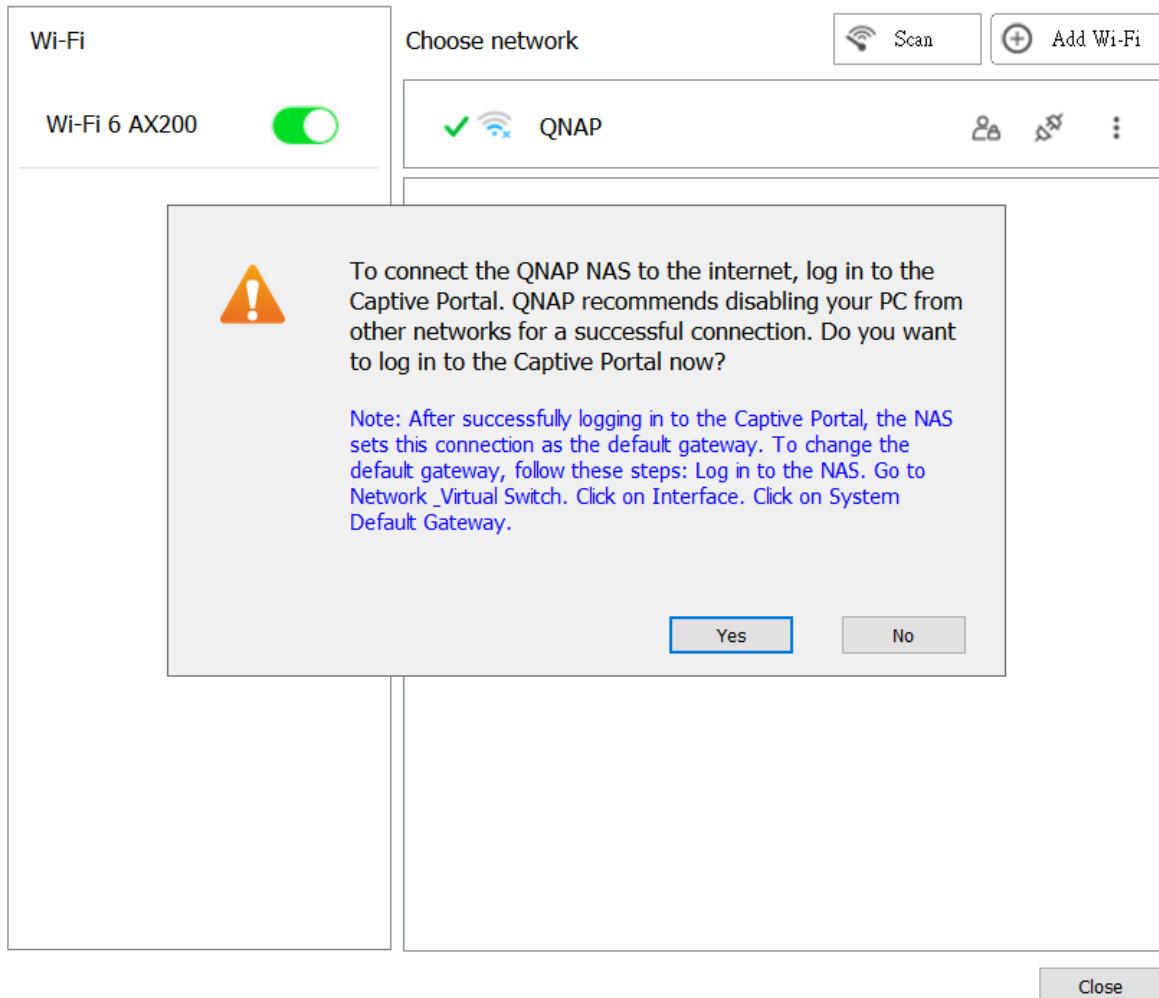 Wi-Fi
Choose network
Scan
Add Wi-Fi
Wi-Fi 6 AX200
QNAP
To connect the QNAP NAS to the internet, log in to the
Captive Portal. QNAP recommends disabling your PC from
other networks for a successful connection. Do you want
to log in to the Captive Portal now?
Note: After successfully logging in to the Captive Portal, the NAS
sets this connection as the default gateway. To change the
default gateway, follow these steps: Log in to the NAS. Go to
Network _Virtual Switch. Click on Interface. Click on System
Default Gateway.
Yes
No
Close